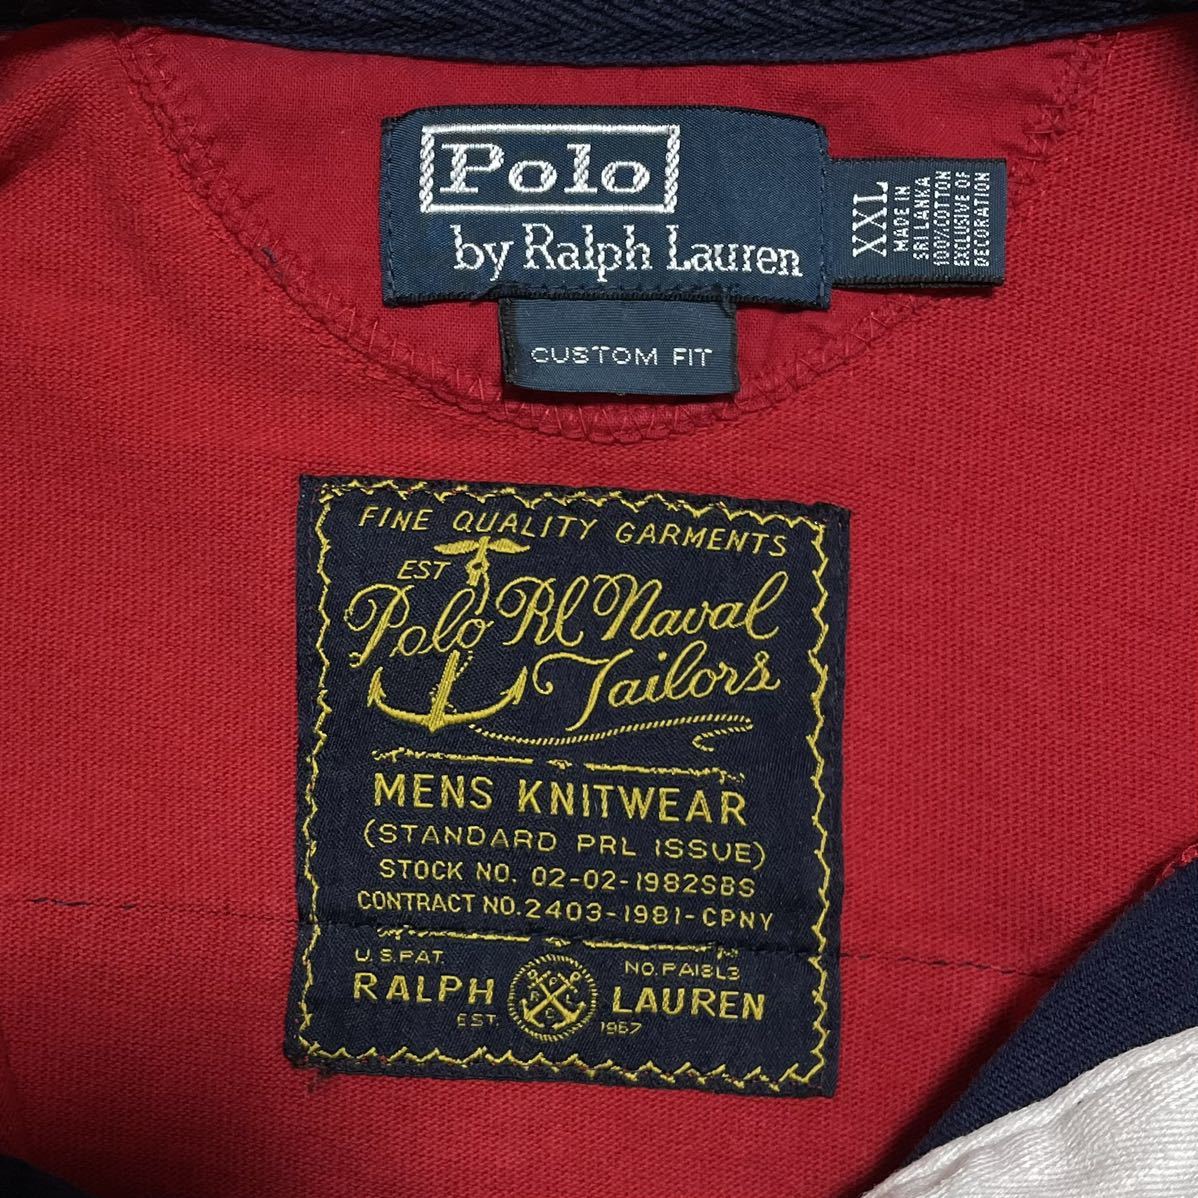 Polo
by Ralph Lauren
XXL
MADE IN
SRI LANKA
100% COTTON
EXCLUSIVE OF
DECORATION
CUSTOM FIT
FINE QUALITY GARMENTS
EST
Polo Rl Naval
Tailors
MENS KNITWEAR
(STANDARD PRL ISSUE)
STOCK NO. 02-02-1982SBS
CONTRACT NO. 2403-1981-CPNY
U.S. PAT. NO. PA18L3
RALPH LAUREN
EST. 1967